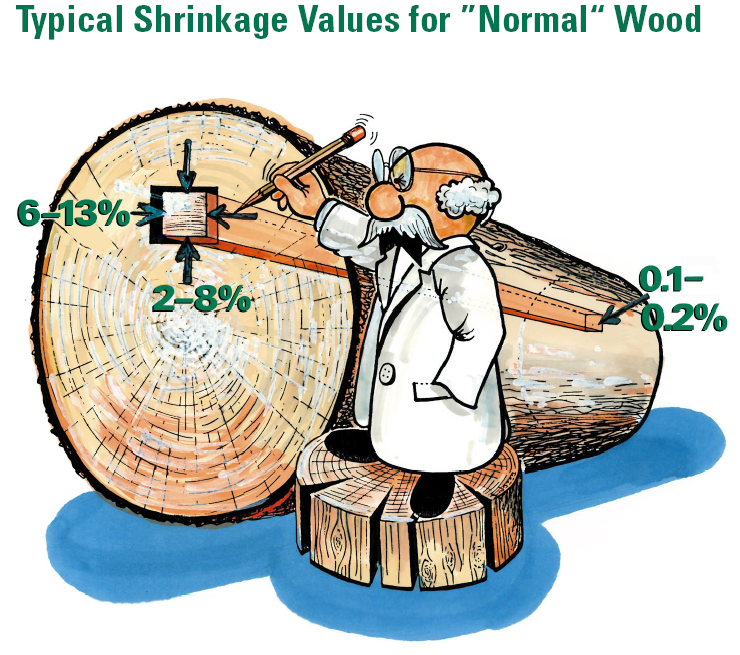 Typical Shrinkage Values for ”Normal“ Wood
6–13%
2–8%
0.1–
0.2%